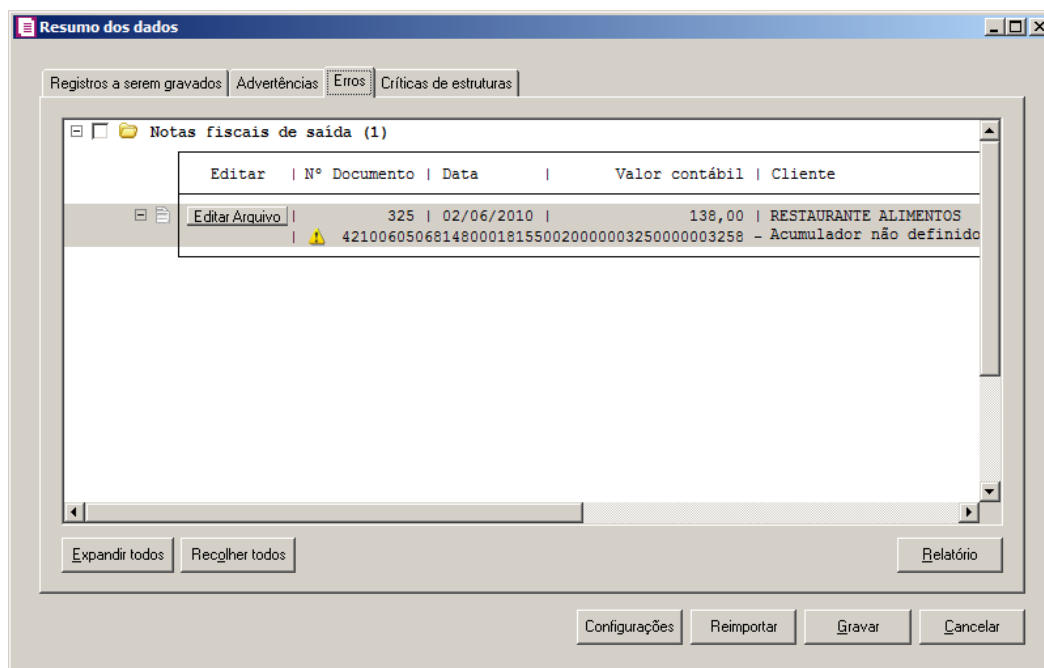 Resumo dos dados
Registros a serem gravados Advertências Erros Críticas de estruturas
Notas fiscais de saída (1)
Editar | Nº Documento | Data | Valor contábil | Cliente
Editar Arquivo | 325 | 02/06/2010 | 138,00 | RESTAURANTE ALIMENTOS
| 42100605068148000181550020000003250000003258 - Acumulador não definido
Expandir todos Recolher todos Relatório
Configurações Reimportar Gravar Cancelar